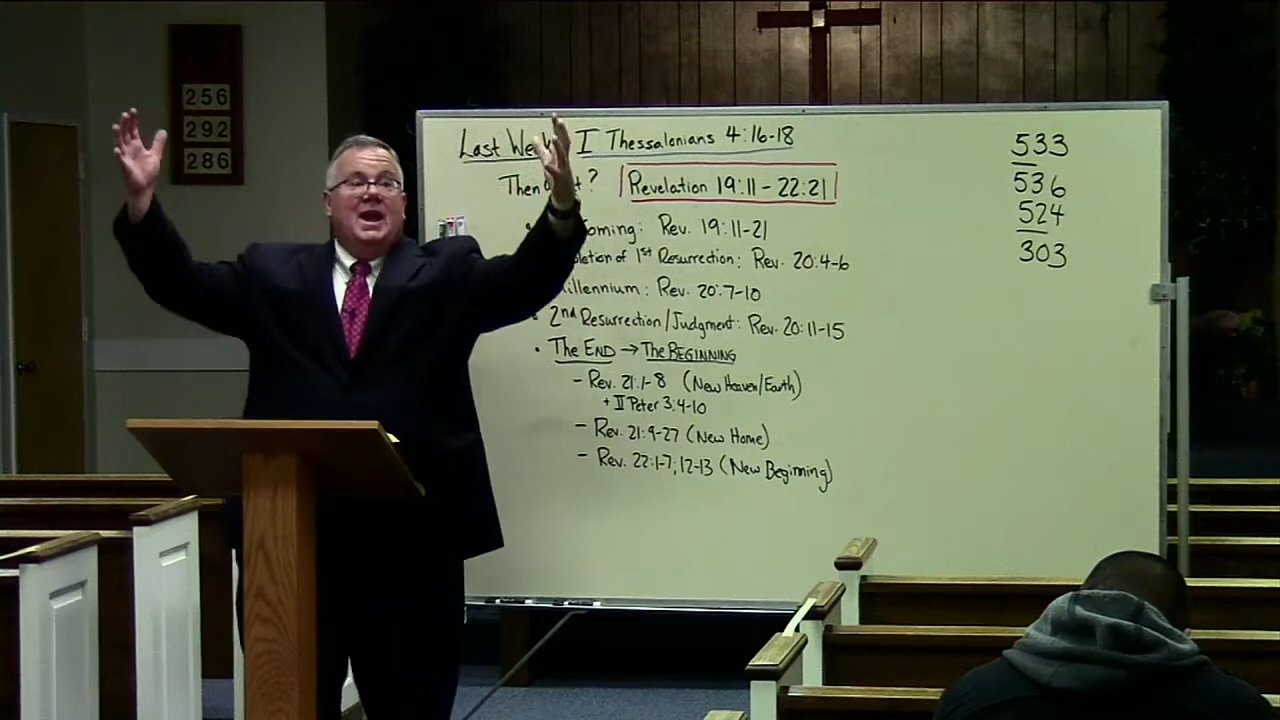 256
292
286
Last Week I Thessalonians 4:16-18
Then ?
Revelation 19:11 - 22:21
oming: Rev. 19:11-21
letion of 1st Resurrection: Rev. 20:4-6
Millennium: Rev. 20:7-10
• 2nd Resurrection/Judgment: Rev. 20:11-15
• The END → The BEGINNING
- Rev. 21:1-8 (New Heaven/Earth)
+ II Peter 3:4-10
- Rev. 21:9-27 (New Home)
- Rev. 22:1-7; 12-13 (New Beginning)
533
536
524
303